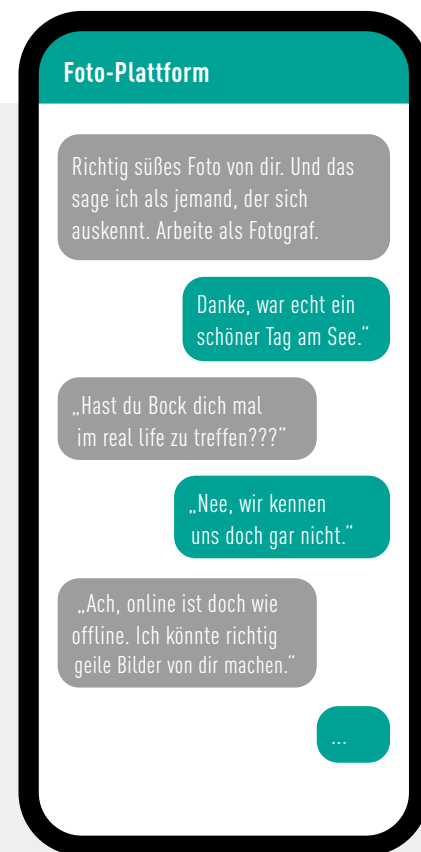 Foto-Plattform
Richtig süßes Foto von dir. Und das
sage ich als jemand, der sich
auskennt. Arbeite als Fotograf.
Danke, war echt ein
schöner Tag am See.“
„Hast du Bock dich mal
im real life zu treffen???“
„Nee, wir kennen
uns doch gar nicht.“
„Ach, online ist doch wie
offline. Ich könnte richtig
geile Bilder von dir machen.“
...